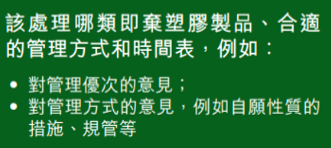 該處理哪類即棄塑膠製品、合適
的管理方式和時間表，例如：
• 對管理優次的意見；
• 對管理方式的意見，例如自願性質的
措施、規管等